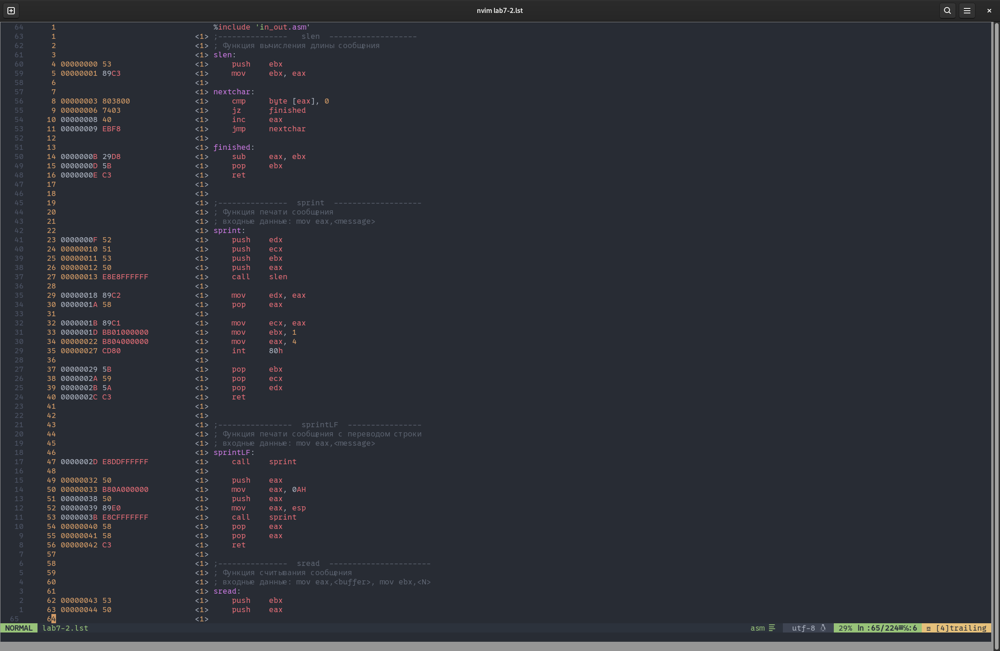 nvim lab7-2.lst
64 1 %include 'in_out.asm'
63 1 <1> ;--------------- slen -------------------
62 2 <1> ; Функция вычисления длины сообщения
61 3 <1> slen:
60 4 00000000 53 <1> push ebx
59 5 00000001 89C3 <1> mov ebx, eax
58 6 <1>
57 7 <1> nextchar:
56 8 00000003 803800 <1> cmp byte [eax], 0
55 9 00000006 7403 <1> jz finished
54 10 00000008 40 <1> inc eax
53 11 00000009 EBF8 <1> jmp nextchar
52 12 <1>
51 13 <1> finished:
50 14 0000000B 29D8 <1> sub eax, ebx
49 15 0000000D 5B <1> pop ebx
48 16 0000000E C3 <1> ret
47 17 <1>
46 18 <1>
45 19 <1> ;--------------- sprint -------------------
44 20 <1> ; Функция печати сообщения
43 21 <1> ; входные данные: mov eax,<message>
42 22 <1> sprint:
41 23 0000000F 52 <1> push edx
40 24 00000010 51 <1> push ecx
39 25 00000011 53 <1> push ebx
38 26 00000012 50 <1> push eax
37 27 00000013 E8E8FFFFFF <1> call slen
36 28 <1>
35 29 00000018 89C2 <1> mov edx, eax
34 30 0000001A 58 <1> pop eax
33 31 <1>
32 32 0000001B 89C1 <1> mov ecx, eax
31 33 0000001D BB01000000 <1> mov ebx, 1
30 34 00000022 B804000000 <1> mov eax, 4
29 35 00000027 CD80 <1> int 80h
28 36 <1>
27 37 00000029 5B <1> pop ebx
26 38 0000002A 59 <1> pop ecx
25 39 0000002B 5A <1> pop edx
24 40 0000002C C3 <1> ret
23 41 <1>
22 42 <1>
21 43 <1> ;---------------- sprintLF ----------------
20 44 <1> ; Функция печати сообщения с переводом строки
19 45 <1> ; входные данные: mov eax,<message>
18 46 <1> sprintLF:
17 47 0000002D E8DDFFFFFF <1> call sprint
16 48 <1>
15 49 00000032 50 <1> push eax
14 50 00000033 B80A000000 <1> mov eax, 0AH
13 51 00000038 50 <1> push eax
12 52 00000039 89E0 <1> mov eax, esp
11 53 0000003B E8CFFFFFFF <1> call sprint
10 54 00000040 58 <1> pop eax
9 55 00000041 58 <1> pop eax
8 56 00000042 C3 <1> ret
7 57 <1>
6 58 <1> ;--------------- sread ----------------------
5 59 <1> ; Функция считывания сообщения
4 60 <1> ; входные данные: mov eax,<buffer>, mov ebx,<N>
3 61 <1> sread:
2 62 00000043 53 <1> push ebx
1 63 00000044 50 <1> push eax
65 64 <1>
NORMAL lab7-2.lst asm utf-8 29% ln :65/224≡℅:6 [4]trailing